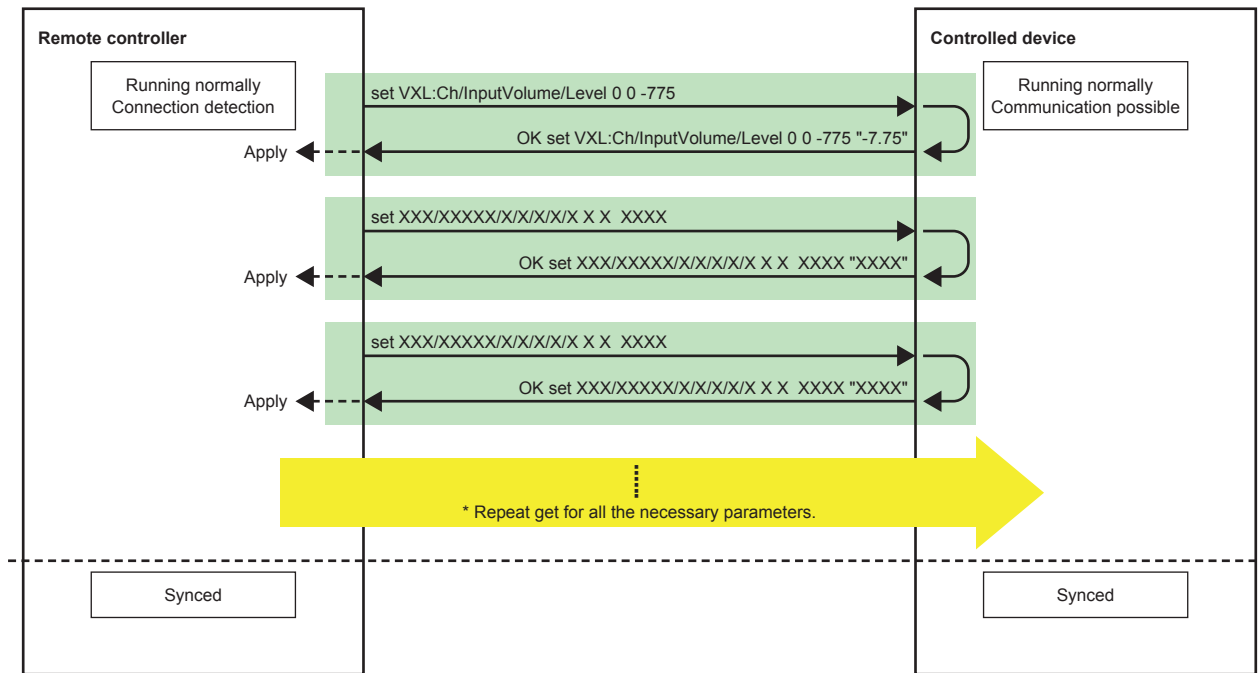 Remote controller
Controlled device
Running normally
Connection detection
Running normally
Communication possible
set VXL:Ch/InputVolume/Level 0 0 -775
OK set VXL:Ch/InputVolume/Level 0 0 -775 "-7.75"
Apply
set XXX/XXXXX/X/X/X/X/X X X  XXXX
OK set XXX/XXXXX/X/X/X/X/X X X  XXXX "XXXX"
Apply
set XXX/XXXXX/X/X/X/X/X X X  XXXX
OK set XXX/XXXXX/X/X/X/X/X X X  XXXX "XXXX"
Apply
* Repeat get for all the necessary parameters.
Synced
Synced